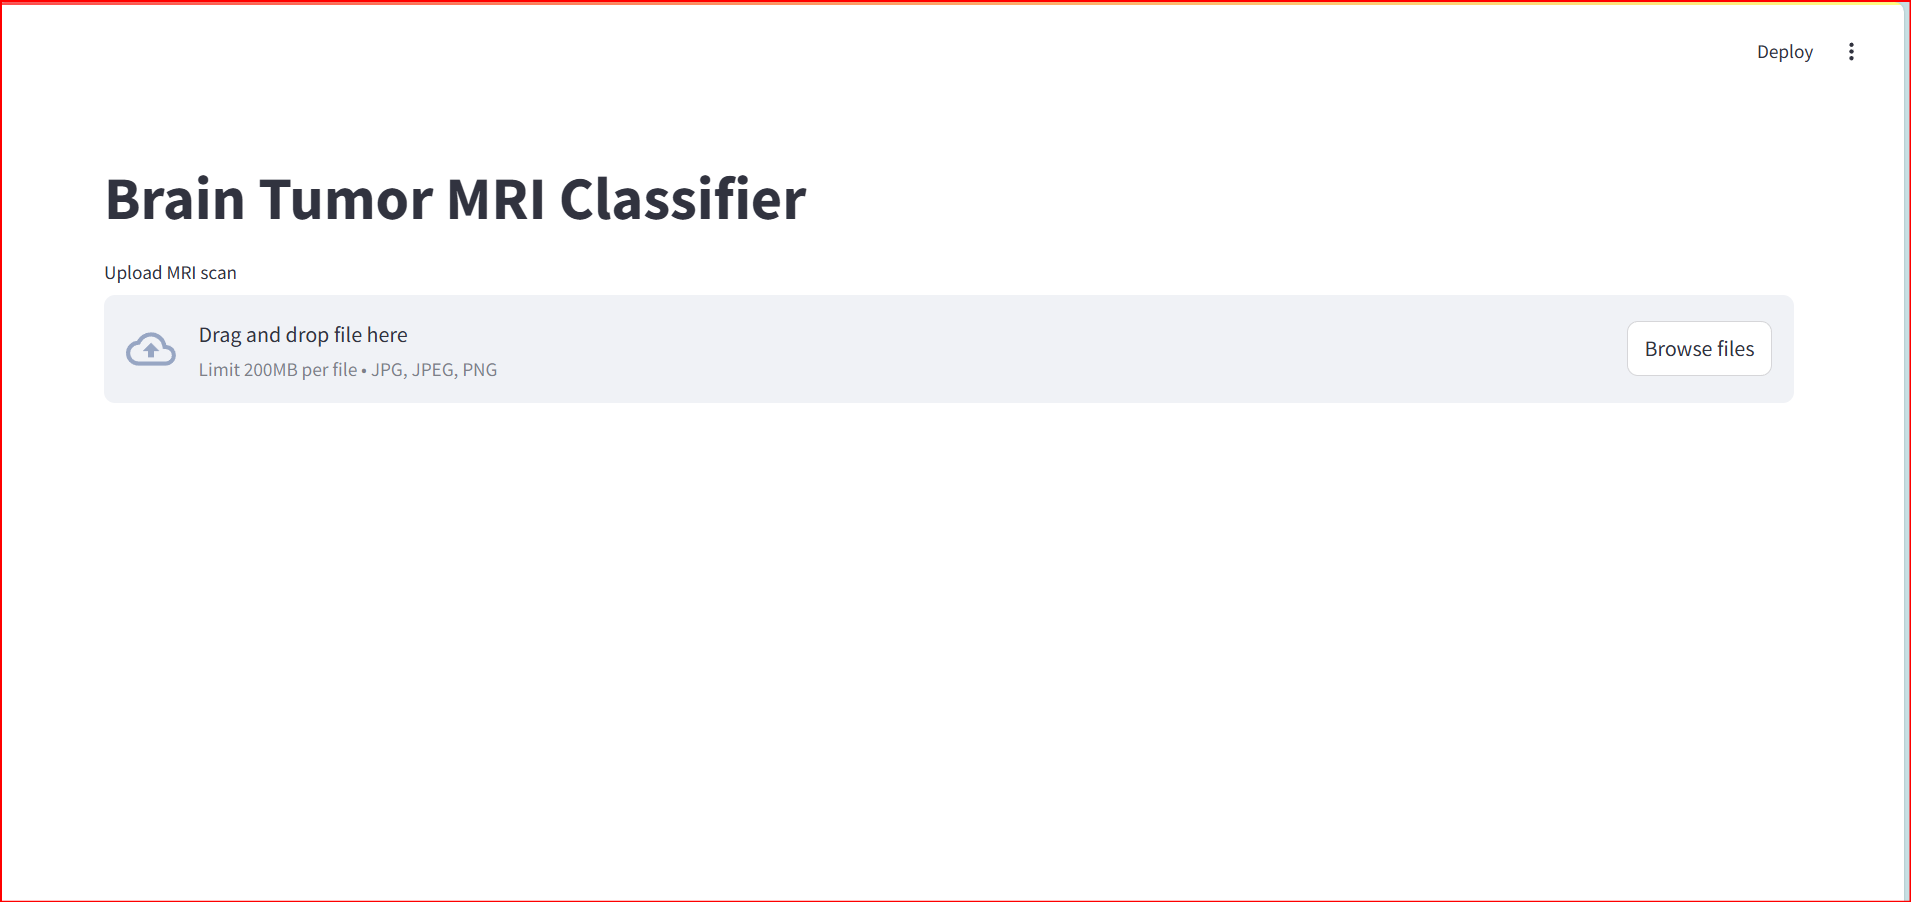 Deploy
Brain Tumor MRI Classifier
Upload MRI scan
Drag and drop file here
Limit 200MB per file • JPG, JPEG, PNG
Browse files